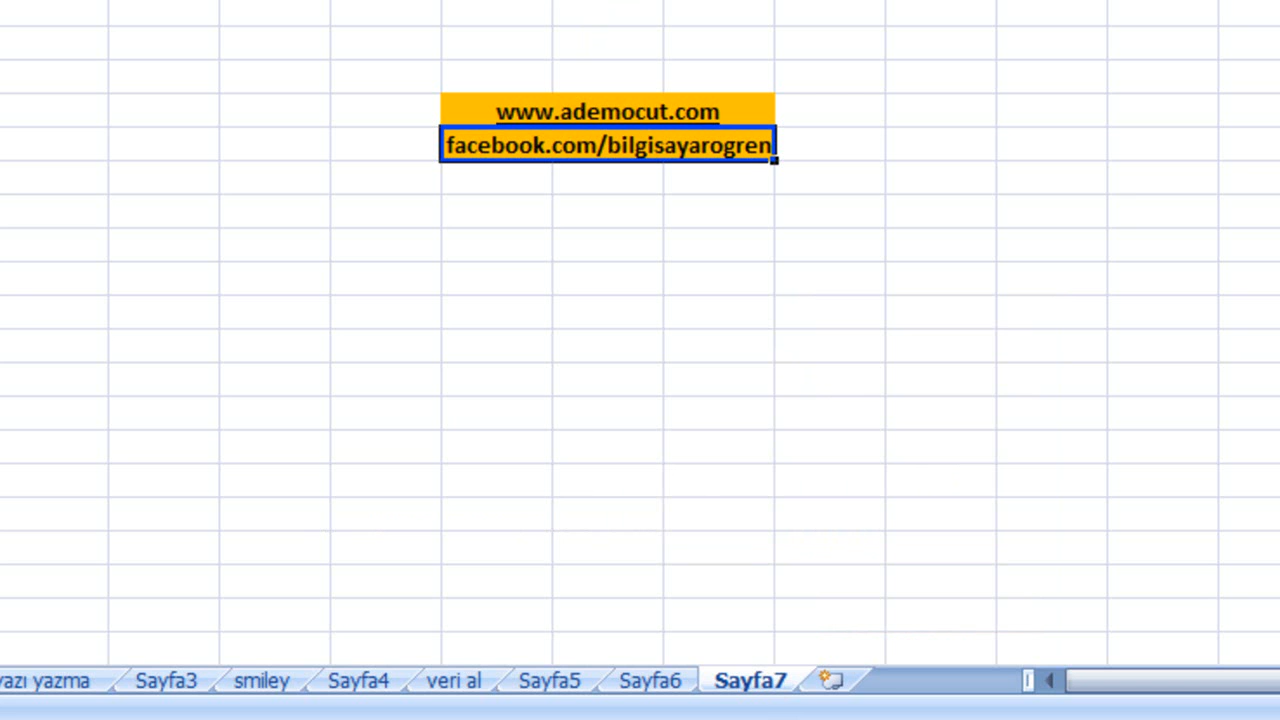 www.ademocut.com
facebook.com/bilgisayarogren
yazı yazma Sayfa3 smiley Sayfa4 veri al Sayfa5 Sayfa6 Sayfa7